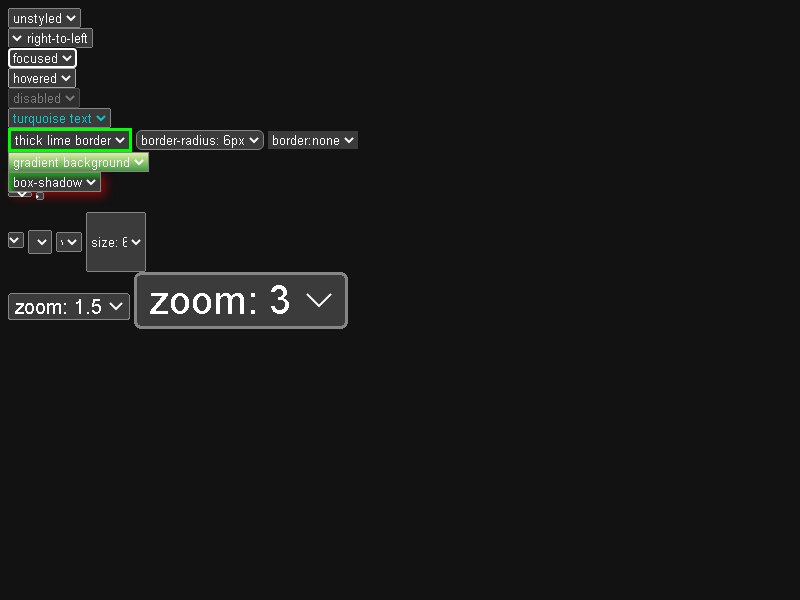 unstyled
right-to-left
focused
hovered
disabled
turquoise text
thick lime border border-radius: 6px border:none
gradient background
box-shadow
size:
zoom: 1.5 zoom: 3